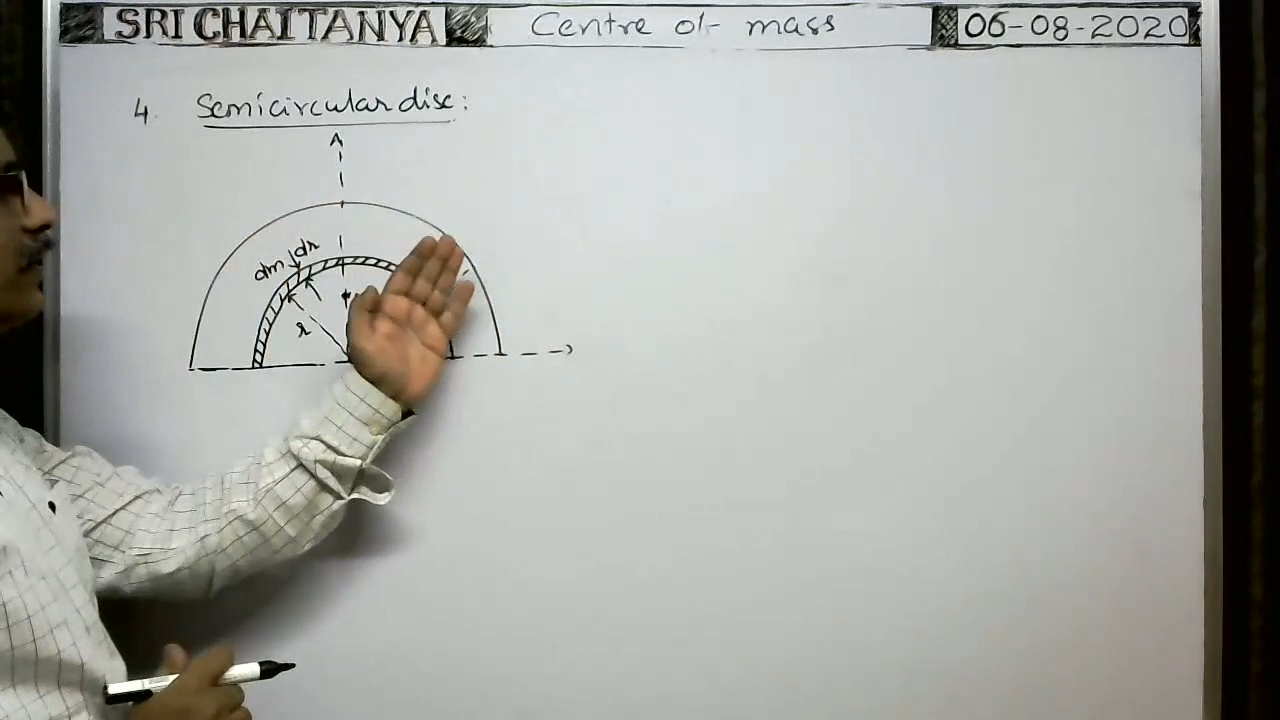 SRI CHAITANYA Centre of mass 06-08-2020
4. Semicircular disc:
dm dr
r